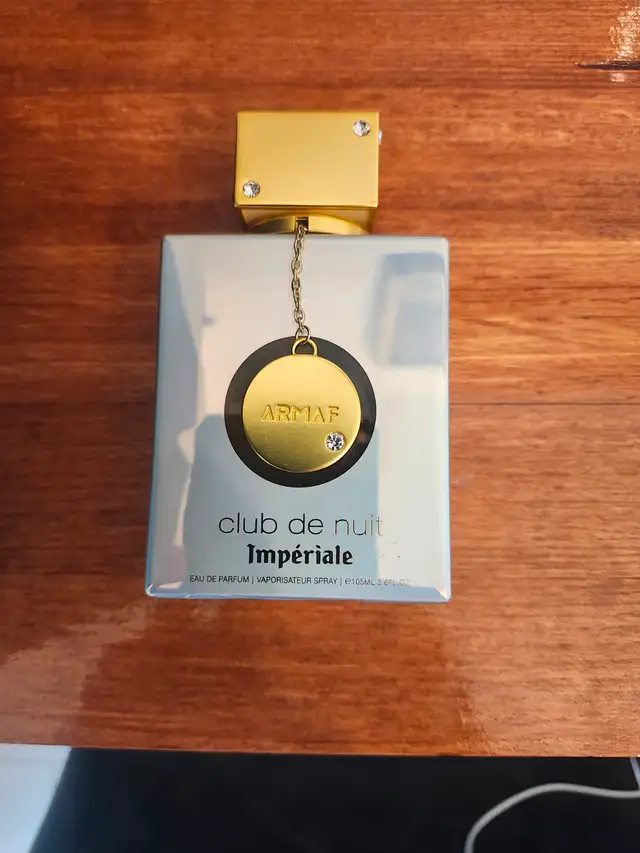 ARMAF
club de nuit
Impériale
EAU DE PARFUM | VAPORISATEUR SPRAY | ℮105ML 3.6FL.OZ